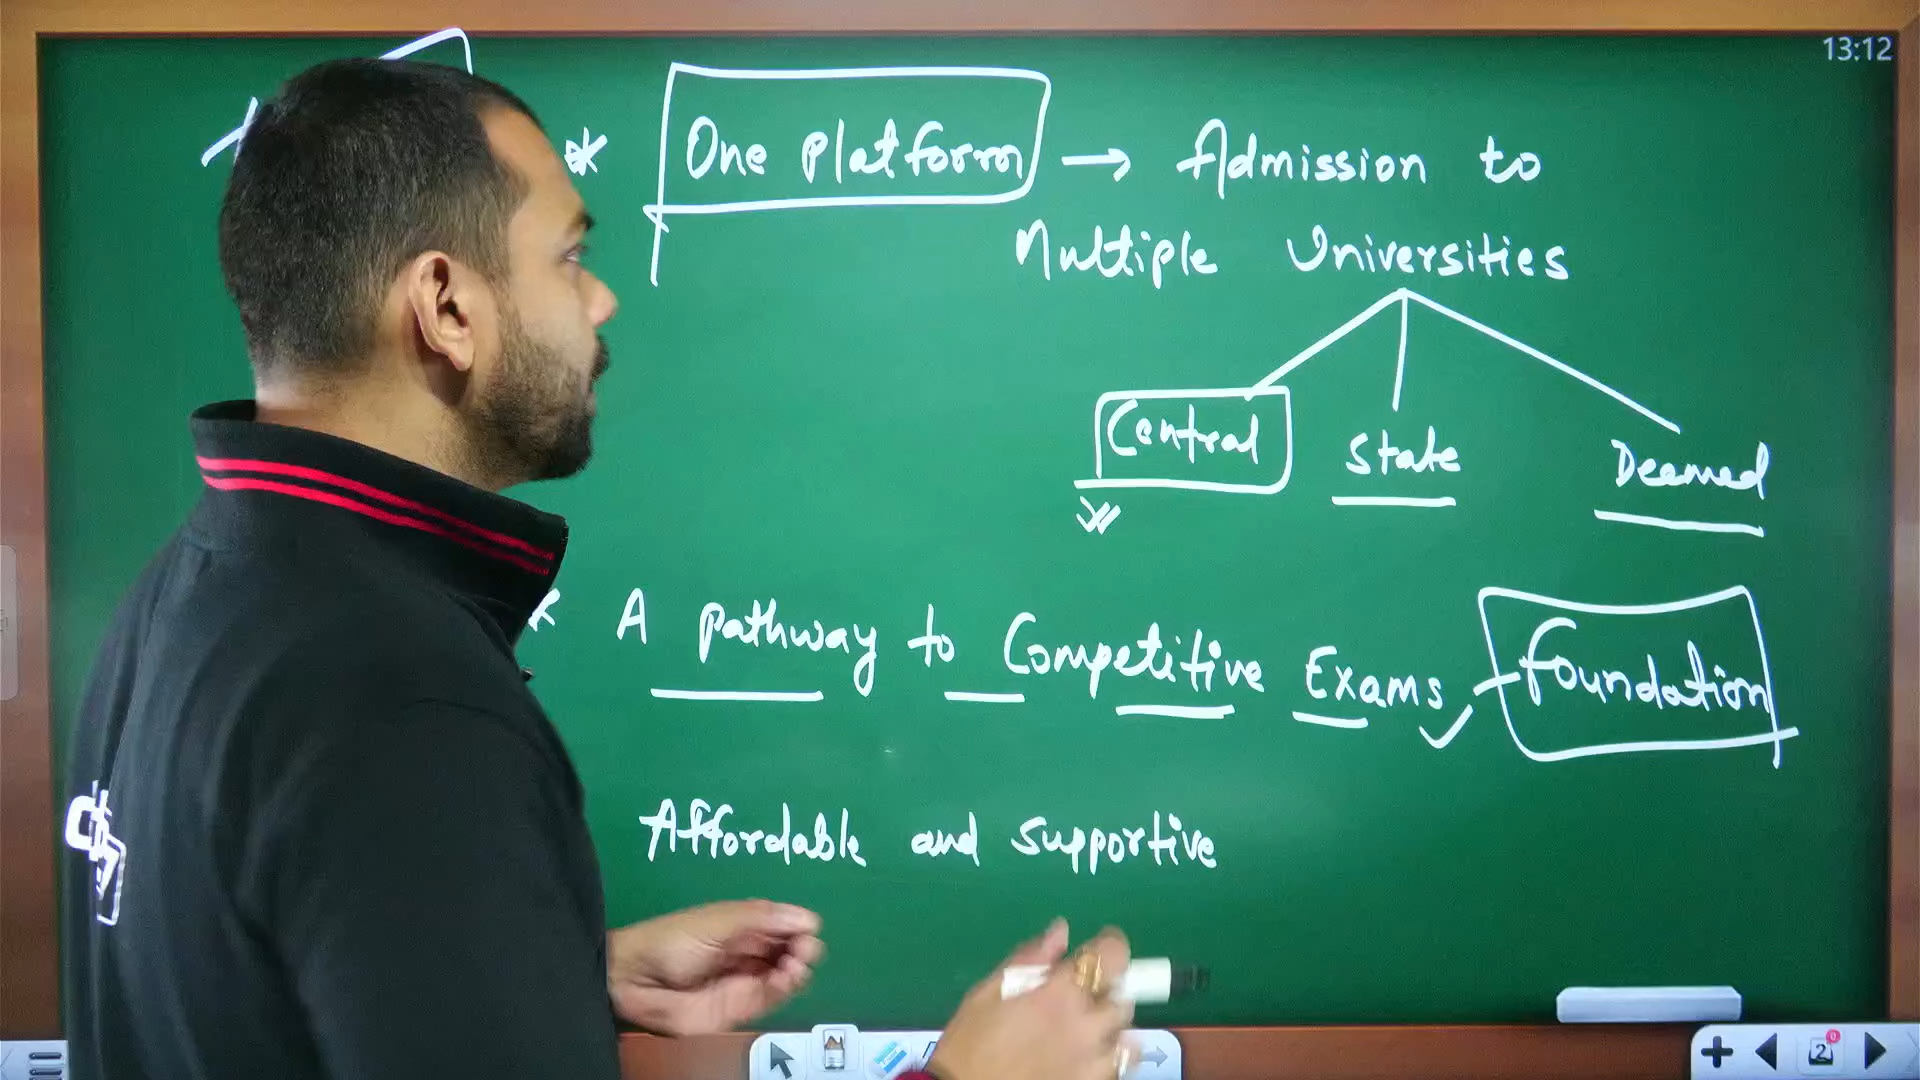 13:12
* One Platform → Admission to
Multiple Universities
Central State Deemed
* A pathway to Competitive Exams - foundation
Affordable and supportive
2